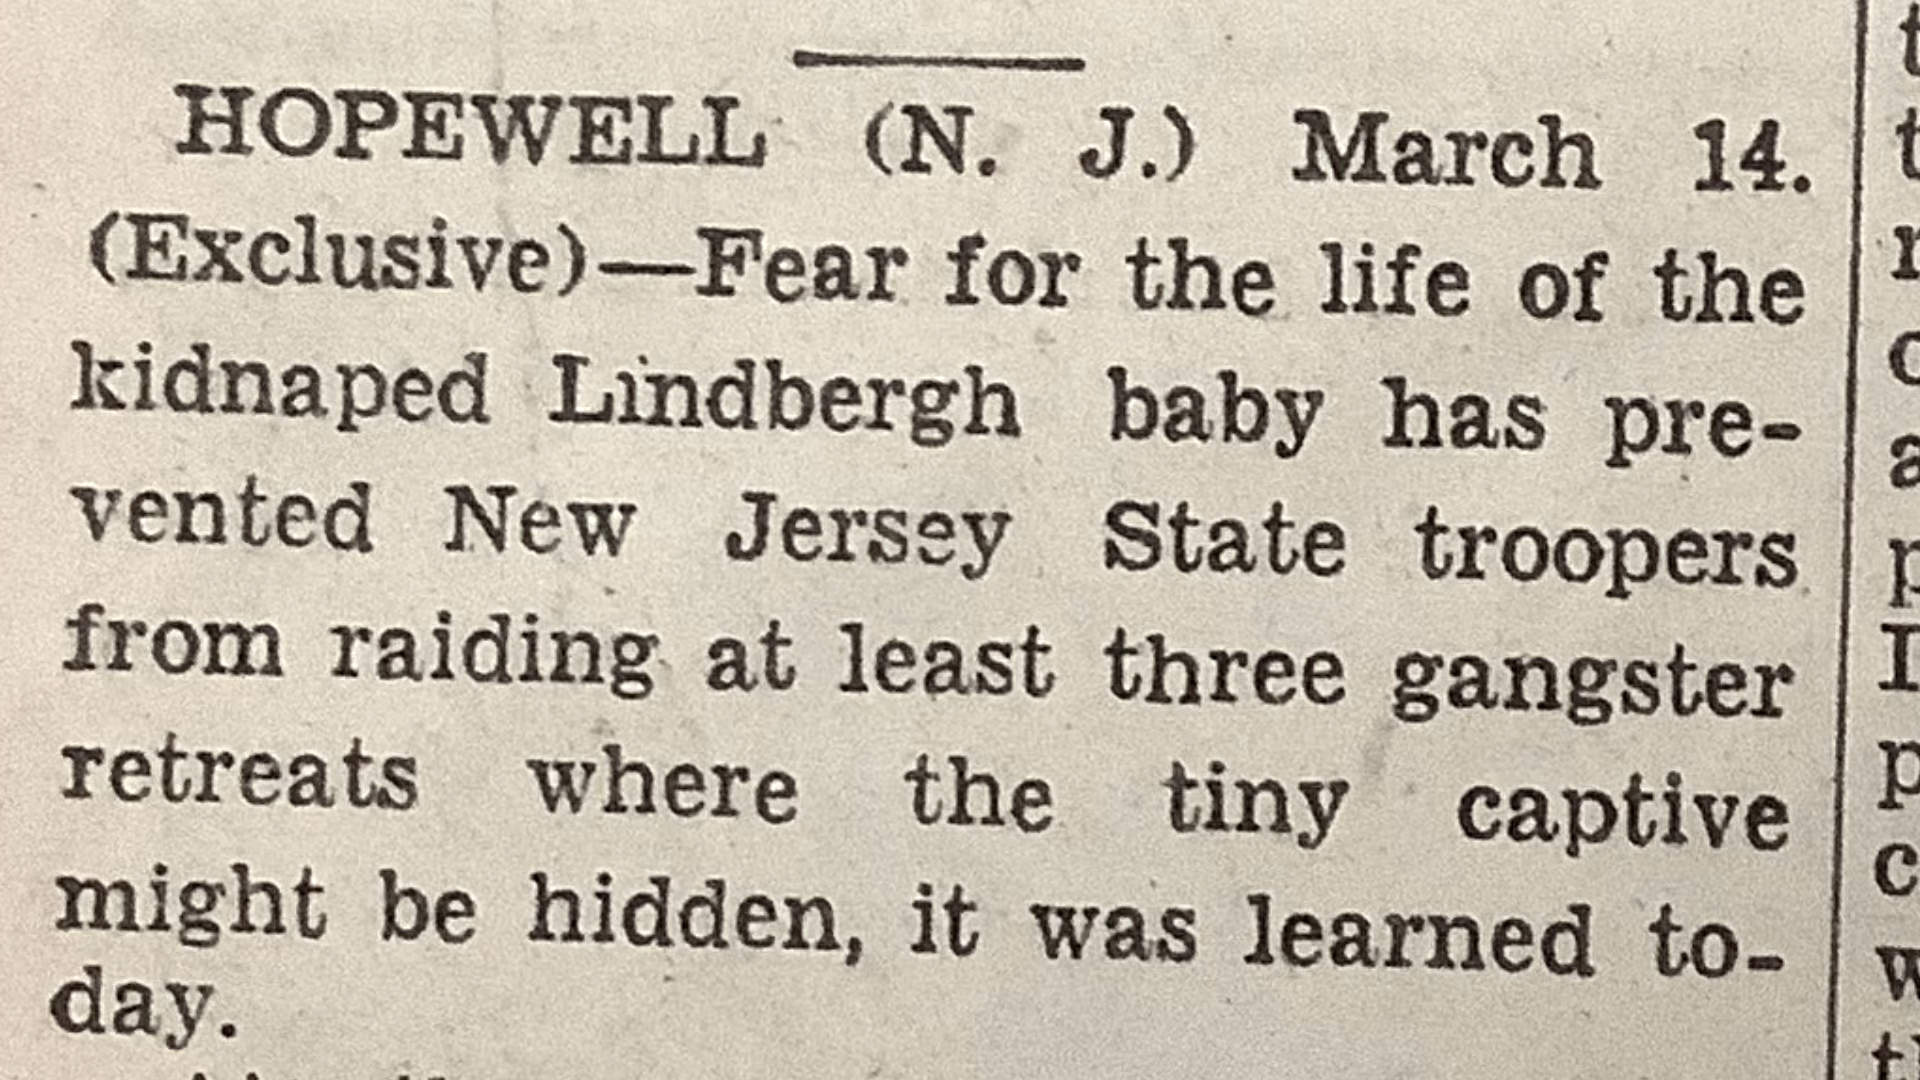 HOPEWELL (N. J.) March 14.
(Exclusive)—Fear for the life of the
kidnaped Lindbergh baby has pre-
vented New Jersey State troopers
from raiding at least three gangster
retreats where the tiny captive
might be hidden, it was learned to-
day.